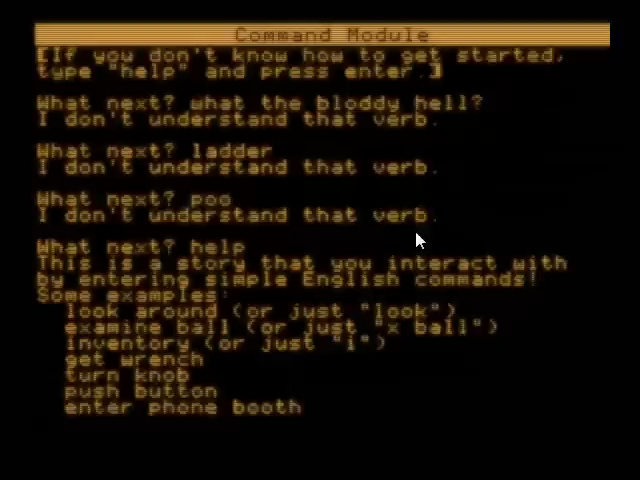 Command Module
[If you don't know how to get started,
type "help" and press enter.]
What next? what the bloddy hell?
I don't understand that verb.
What next? ladder
I don't understand that verb.
What next? poo
I don't understand that verb.
What next? help
This is a story that you interact with
by entering simple English commands!
Some examples:
look around (or just "look")
examine ball (or just "x ball")
inventory (or just "i")
get wrench
turn knob
push button
enter phone booth